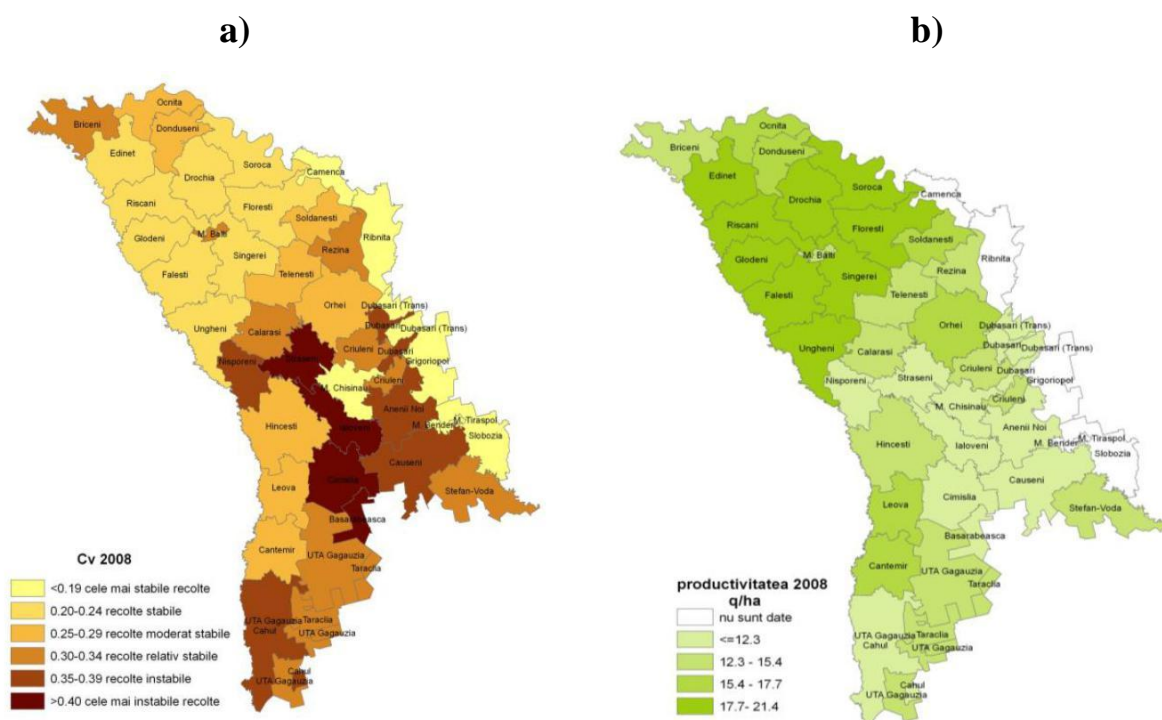 a)
b)
Ocnita
Briceni
Donduseni
Edinet
Soroca
Drochia
Camenca
Riscani
Floresti
Soldanesti
Glodeni
M. Balti
Ribnita
Rezina
Singerei
Falesti
Telenesti
Orhei
Dubasari (Trans)
Ungheni
Calarasi
Dubasari (Trans)
Criuleni
Dubasari
Nisporeni
Straseni
Grigoriopol
M. Chisinau
Criuleni
Anenii Noi
M. Tiraspol
Hincesti
Ialoveni
M. Bender
Slobozia
Causeni
Cimislia
Leova
Stefan-Voda
Basarabeasca
Cantemir
UTA Gagauzia
Taraclia
UTA Gagauzia
Cahul
Taraclia
UTA Gagauzia
Cahul
UTA Gagauzia
Cv 2008
<0.19 cele mai stabile recolte
0.20-0.24 recolte stabile
0.25-0.29 recolte moderat stabile
0.30-0.34 recolte relativ stabile
0.35-0.39 recolte instabile
>0.40 cele mai instabile recolte
Ocnita
Briceni
Donduseni
Edinet
Soroca
Camenca
Drochia
Riscani
Floresti
Soldanesti
M. Balti
Glodeni
Ribnita
Rezina
Singerei
Falesti
Telenesti
Orhei
Dubasari (Trans)
Ungheni
Dubasari
Dubasari (Trans)
Calarasi
Criuleni
Dubasari
Nisporeni
Straseni
Grigoriopol
M. Chisinau
Criuleni
Anenii Noi
M. Tiraspol
Hincesti
Ialoveni
M. Bender
Slobozia
Causeni
Cimislia
Leova
Stefan-Voda
Basarabeasca
Cantemir
UTA Gagauzia
Taraclia
UTA Gagauzia
Cahul
Taraclia
UTA Gagauzia
Cahul
UTA Gagauzia
productivitatea 2008
q/ha
nu sunt date
<=12.3
12.3 - 15.4
15.4 - 17.7
17.7- 21.4